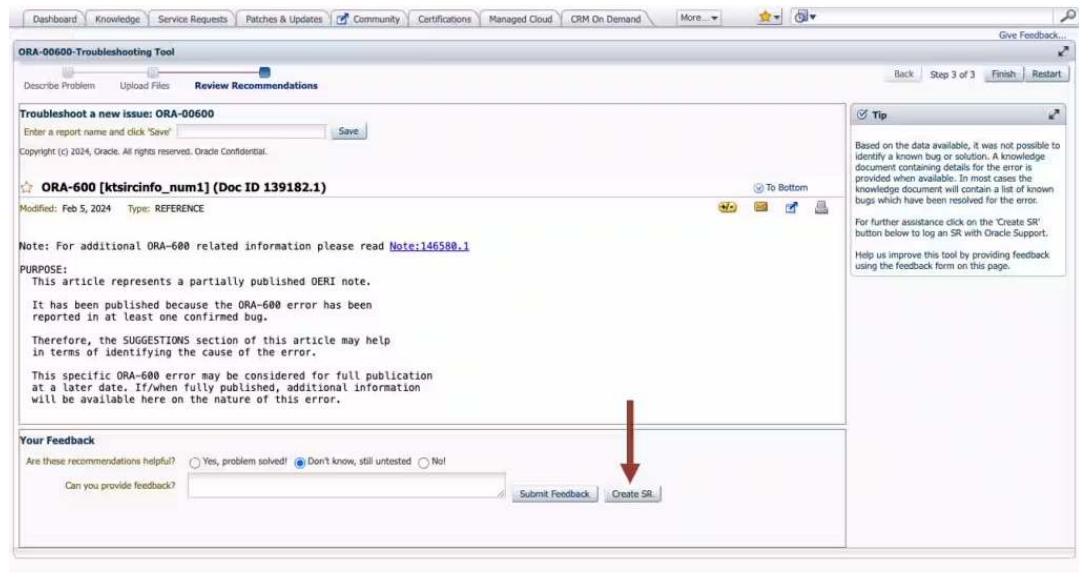 Dashboard Knowledge Service Requests Patches & Updates Community Certifications Managed Cloud CRM On Demand More...
Give Feedback...
ORA-00600-Troubleshooting Tool
Describe Problem Upload Files Review Recommendations
Back Step 3 of 3 Finish Restart
Troubleshoot a new issue: ORA-00600
Enter a report name and click 'Save' Save
Copyright (c) 2024, Oracle. All rights reserved. Oracle Confidential.
ORA-600 [ktsircinfo_num1] (Doc ID 139182.1)
To Bottom
Modified: Feb 5, 2024 Type: REFERENCE
Note: For additional ORA-600 related information please read Note:146580.1
PURPOSE:
This article represents a partially published OERI note.
It has been published because the ORA-600 error has been
reported in at least one confirmed bug.
Therefore, the SUGGESTIONS section of this article may help
in terms of identifying the cause of the error.
This specific ORA-600 error may be considered for full publication
at a later date. If/when fully published, additional information
will be available here on the nature of this error.
Your Feedback
Are these recommendations helpful? Yes, problem solved! Don't know, still untested No!
Can you provide feedback?
Submit Feedback Create SR
Tip
Based on the data available, it was not possible to
identify a known bug or solution. A knowledge
document containing details for the error is
provided when available. In most cases the
knowledge document will contain a list of known
bugs which have been resolved for the error.
For further assistance click on the 'Create SR'
button below to log an SR with Oracle Support.
Help us improve this tool by providing feedback
using the feedback form on this page.